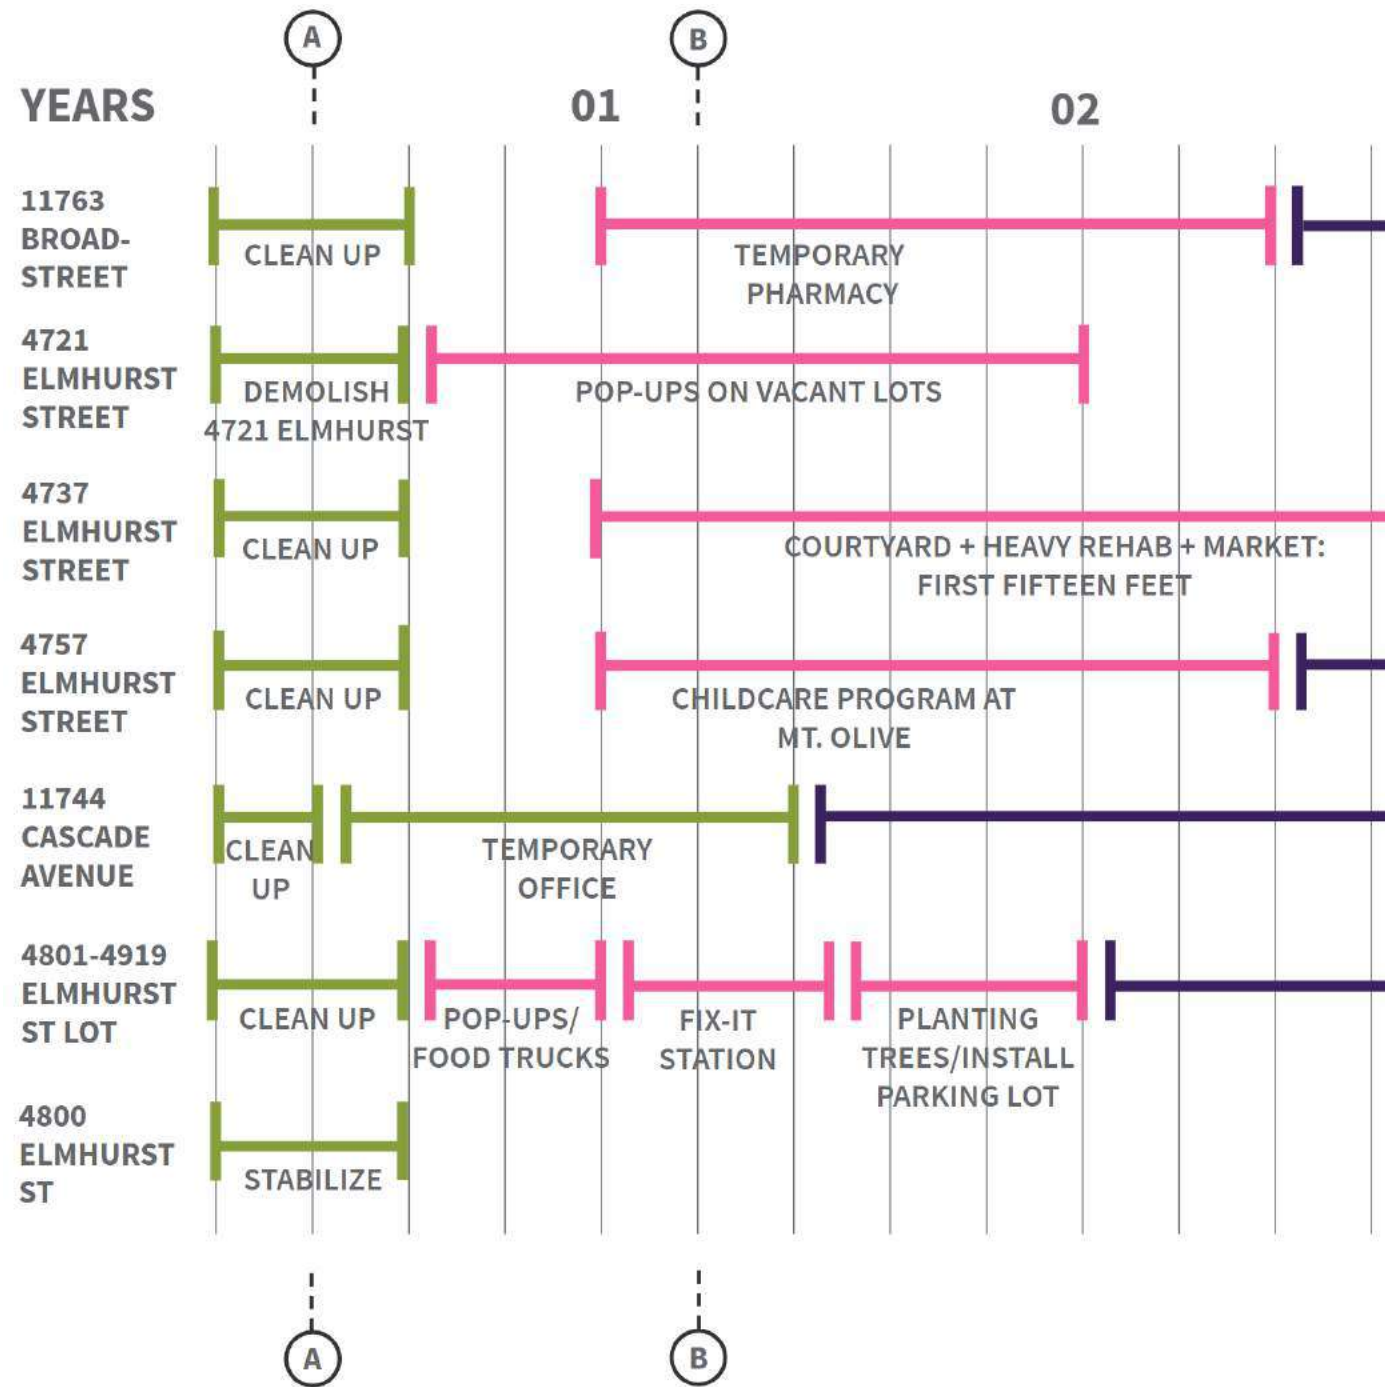 A B
YEARS 01 02
11763
BROAD-
STREET
CLEAN UP
TEMPORARY
PHARMACY
4721
ELMHURST
STREET
DEMOLISH
4721 ELMHURST
POP-UPS ON VACANT LOTS
4737
ELMHURST
STREET
CLEAN UP
COURTYARD + HEAVY REHAB + MARKET:
FIRST FIFTEEN FEET
4757
ELMHURST
STREET
CLEAN UP
CHILDCARE PROGRAM AT
MT. OLIVE
11744
CASCADE
AVENUE
CLEAN
UP
TEMPORARY
OFFICE
4801-4919
ELMHURST
ST LOT
CLEAN UP
POP-UPS/
FOOD TRUCKS
FIX-IT
STATION
PLANTING
TREES/INSTALL
PARKING LOT
4800
ELMHURST
ST
STABILIZE
A B